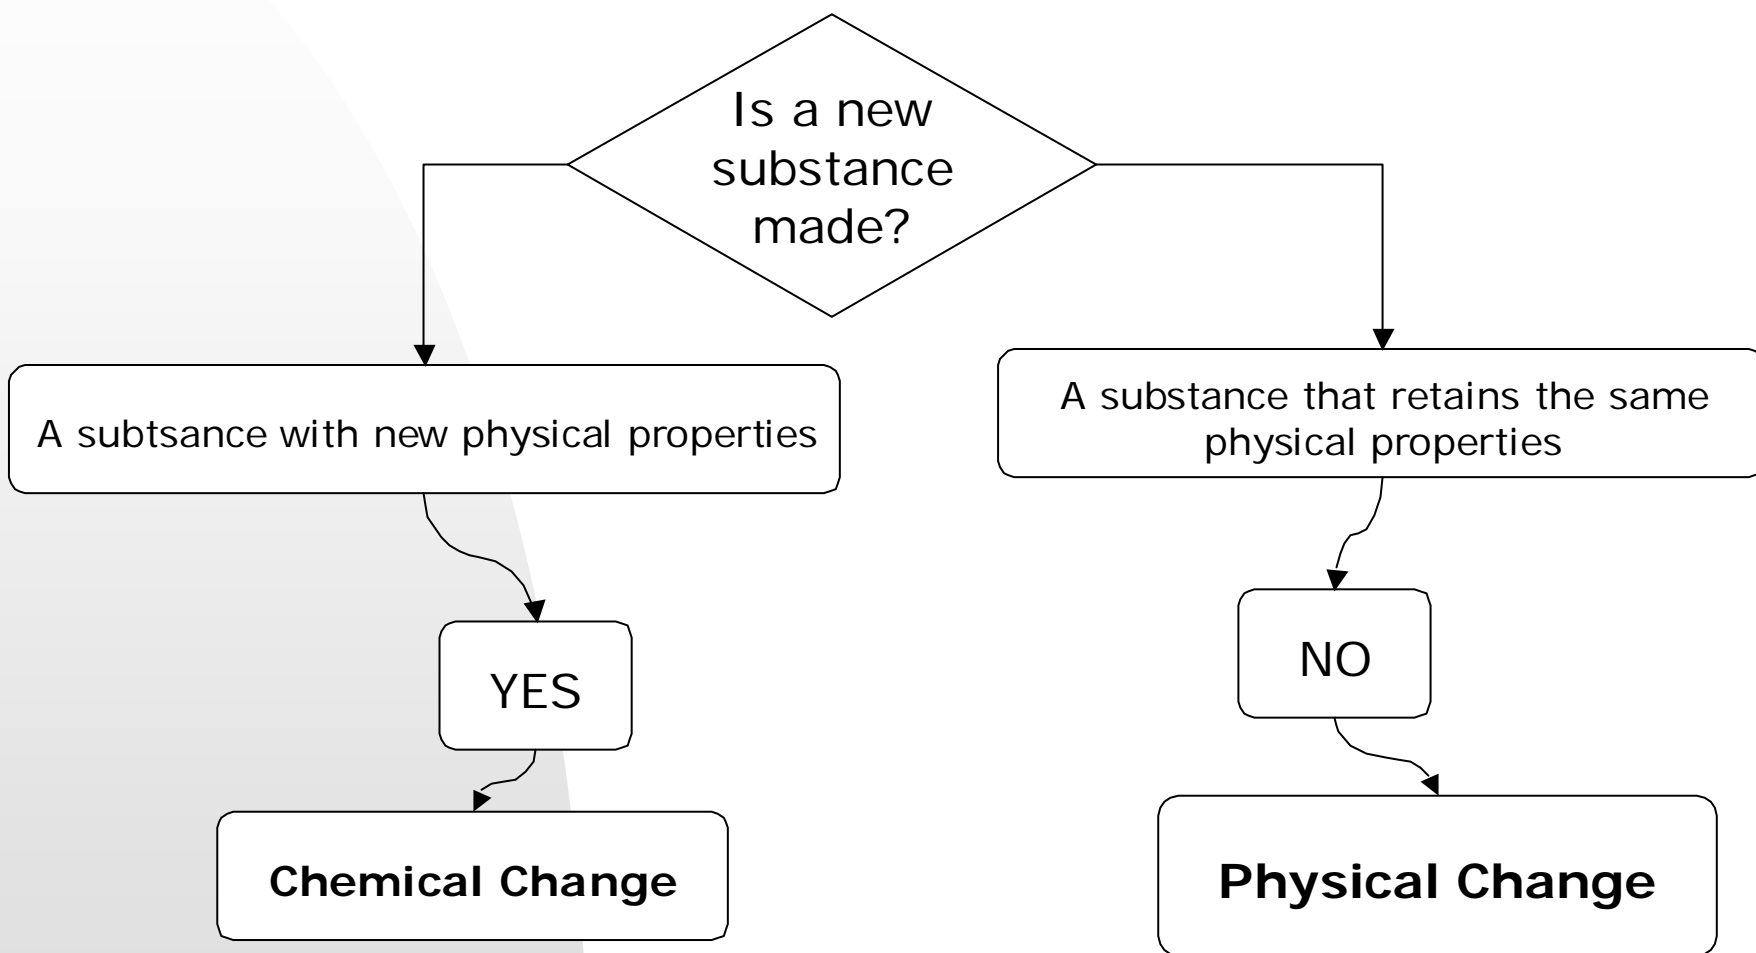 Is a new
substance
made?
A subtsance with new physical properties
A substance that retains the same
physical properties
YES
NO
Chemical Change
Physical Change